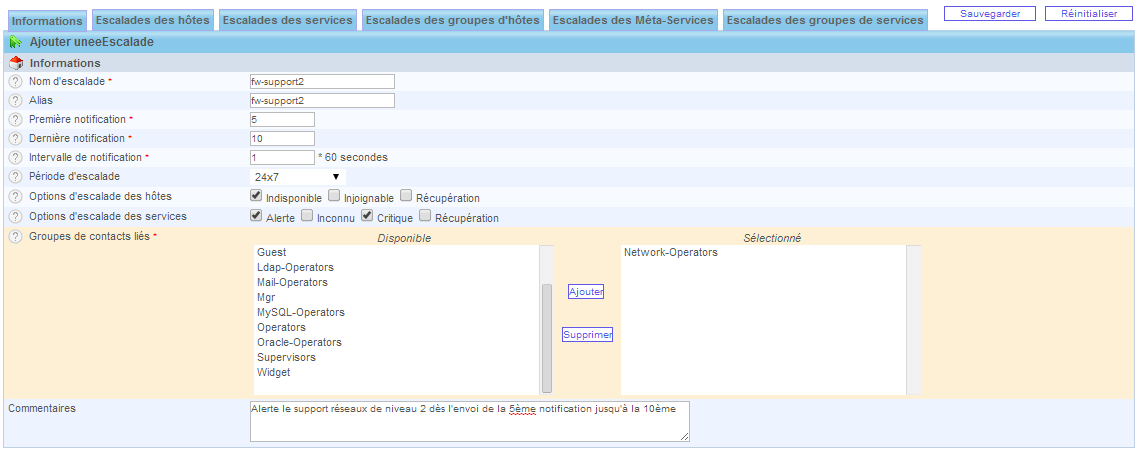 Informations Escalades des hôtes Escalades des services Escalades des groupes d'hôtes Escalades des Méta-Services Escalades des groupes de services Sauvegarder Réinitialiser
Ajouter uneeEscalade
Informations
? Nom d'escalade * fw-support2
? Alias fw-support2
? Première notification * 5
? Dernière notification * 10
? Intervalle de notification * 1 * 60 secondes
? Période d'escalade 24x7
? Options d'escalade des hôtes Indisponible Injoignable Récupération
? Options d'escalade des services Alerte Inconnu Critique Récupération
? Groupes de contacts liés * Disponible Sélectionné
Guest Network-Operators
Ldap-Operators
Mail-Operators
Mgr Ajouter
MySQL-Operators
Operators Supprimer
Oracle-Operators
Supervisors
Widget
Commentaires Alerte le support réseaux de niveau 2 dès l'envoi de la 5ème notification jusqu'à la 10ème